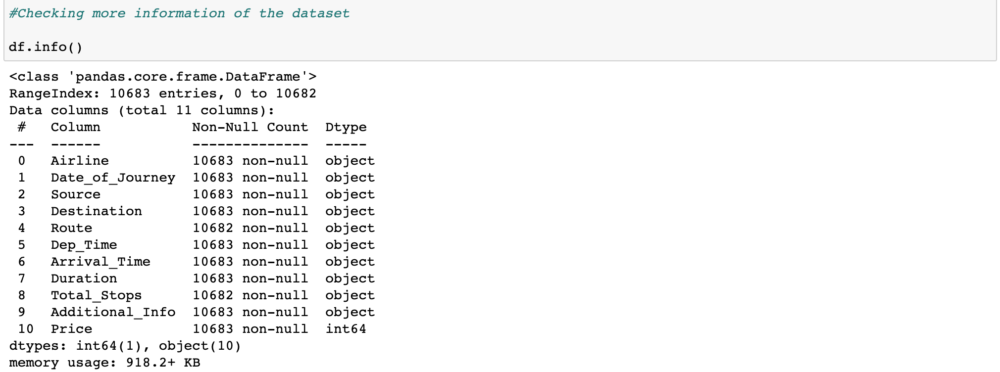 #Checking more information of the dataset
df.info()
<class 'pandas.core.frame.DataFrame'>
RangeIndex: 10683 entries, 0 to 10682
Data columns (total 11 columns):
 #   Column           Non-Null Count  Dtype
---  ------           --------------  -----
 0   Airline          10683 non-null  object
 1   Date_of_Journey  10683 non-null  object
 2   Source           10683 non-null  object
 3   Destination      10683 non-null  object
 4   Route            10682 non-null  object
 5   Dep_Time         10683 non-null  object
 6   Arrival_Time     10683 non-null  object
 7   Duration         10683 non-null  object
 8   Total_Stops      10682 non-null  object
 9   Additional_Info  10683 non-null  object
 10  Price            10683 non-null  int64
dtypes: int64(1), object(10)
memory usage: 918.2+ KB